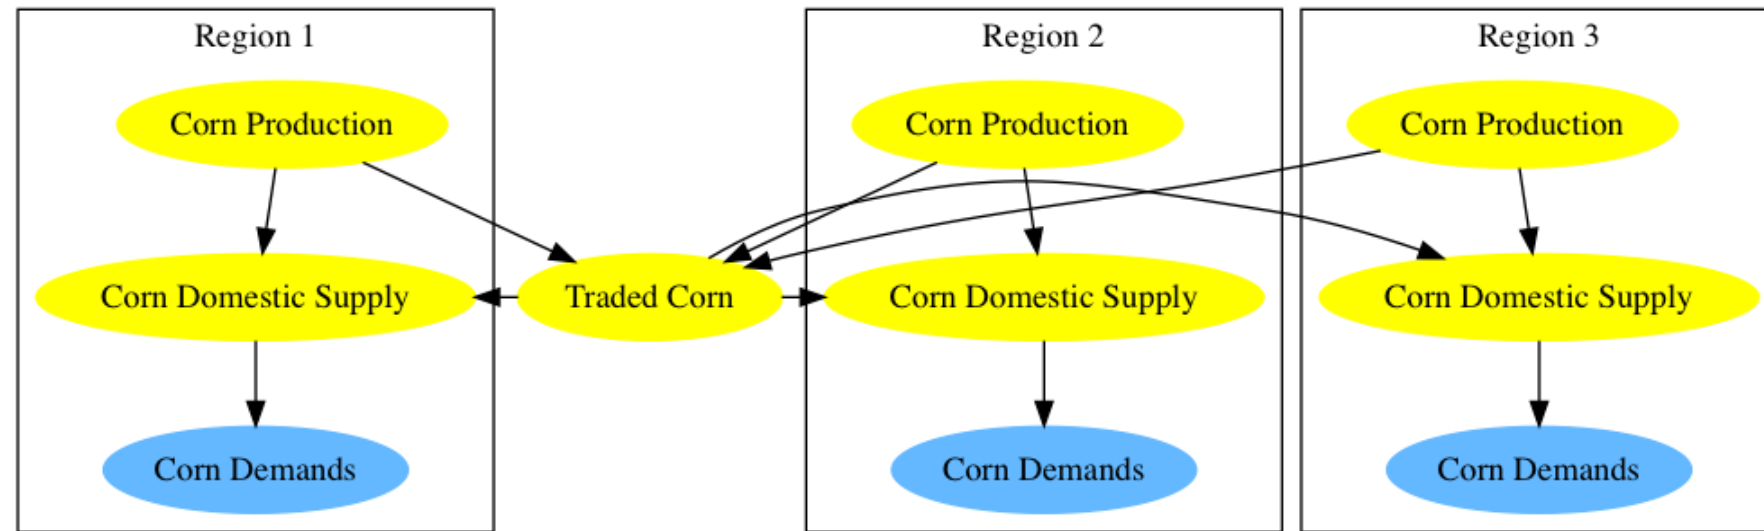 Region 1
Region 2
Region 3
Corn Production
Corn Production
Corn Production
Corn Domestic Supply
Traded Corn
Corn Domestic Supply
Corn Domestic Supply
Corn Demands
Corn Demands
Corn Demands